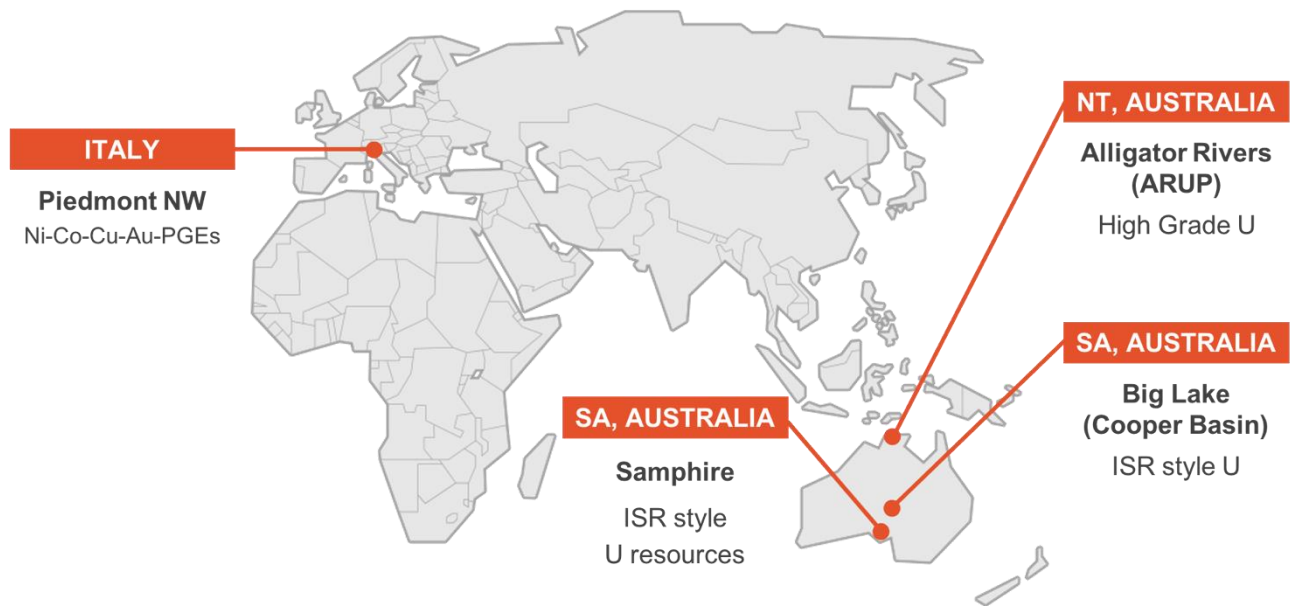 ITALY
Piedmont NW
Ni-Co-Cu-Au-PGEs
NT, AUSTRALIA
Alligator Rivers
(ARUP)
High Grade U
SA, AUSTRALIA
Big Lake
(Cooper Basin)
ISR style U
SA, AUSTRALIA
Samphire
ISR style
U resources